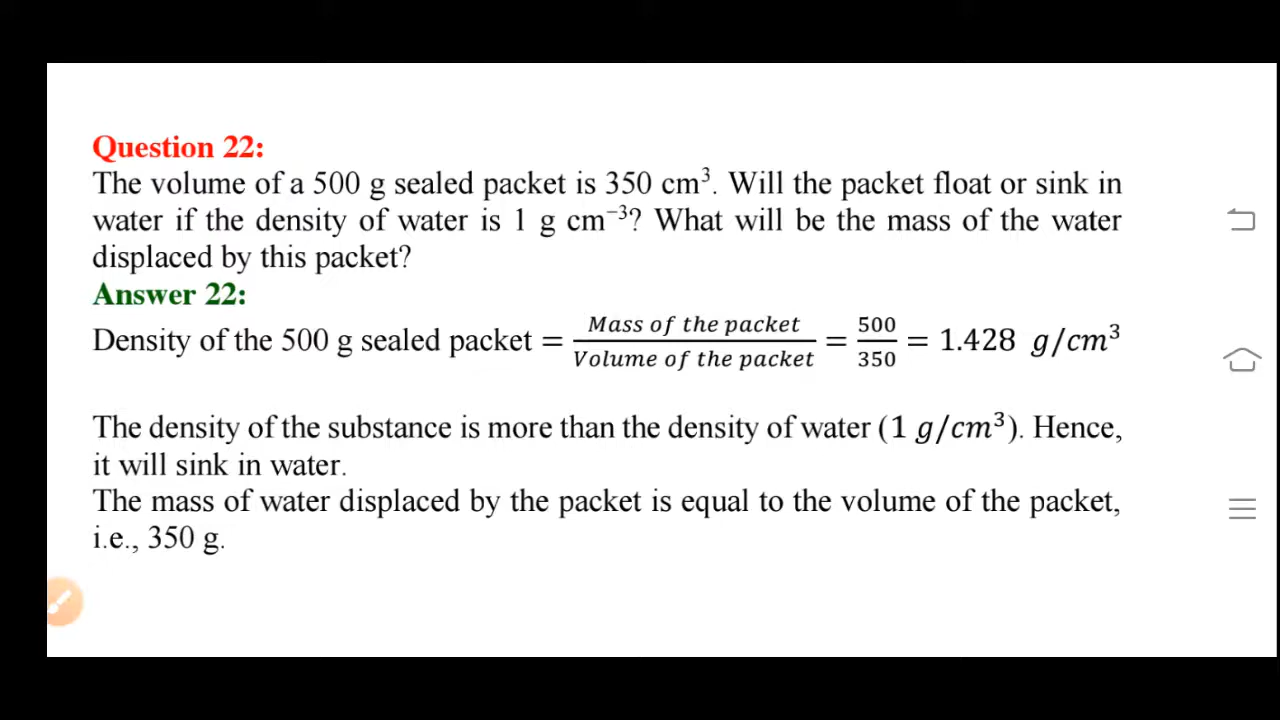 Question 22:
The volume of a 500 g sealed packet is 350 cm³. Will the packet float or sink in
water if the density of water is 1 g cm⁻³? What will be the mass of the water
displaced by this packet?
Answer 22:
Density of the 500 g sealed packet = Mass of the packet / Volume of the packet = 500/350 = 1.428 g/cm³
The density of the substance is more than the density of water (1 g/cm³). Hence,
it will sink in water.
The mass of water displaced by the packet is equal to the volume of the packet,
i.e., 350 g.